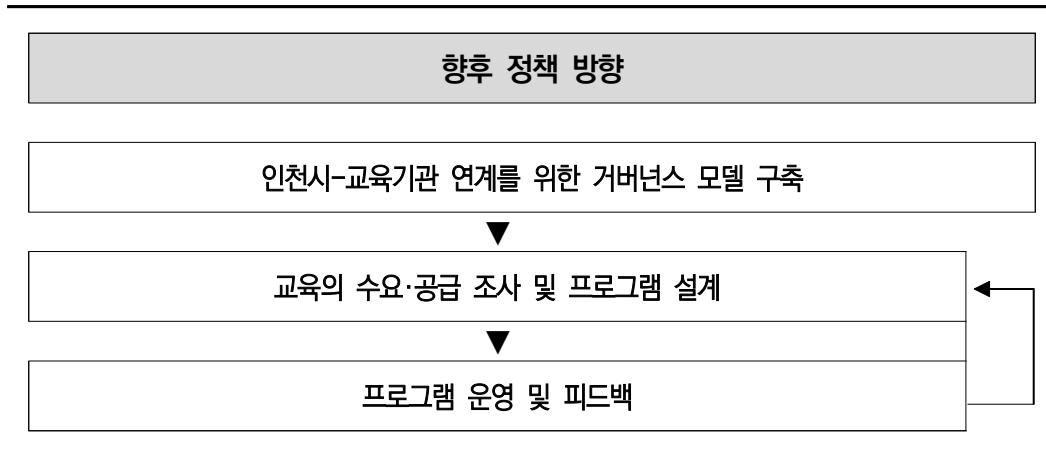 향후 정책 방향
인천시-교육기관 연계를 위한 거버넌스 모델 구축
▼
교육의 수요·공급 조사 및 프로그램 설계
▼
프로그램 운영 및 피드백